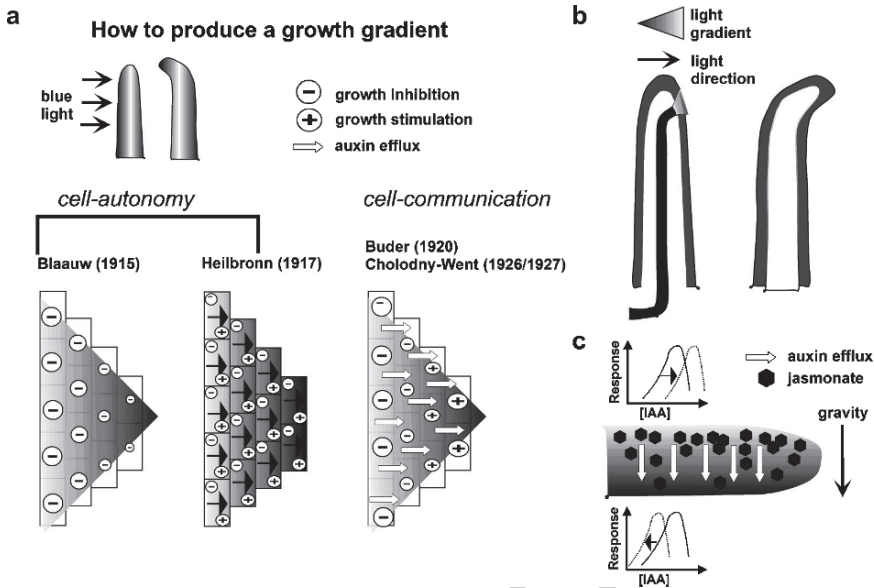 a
How to produce a growth gradient
blue
light
− growth inhibition
+ growth stimulation
auxin efflux
cell-autonomy
cell-communication
Blaauw (1915)
Heilbronn (1917)
Buder (1920)
Cholodny-Went (1926/1927)
b
light
gradient
light
direction
c
Response
[IAA]
auxin efflux
jasmonate
gravity
Response
[IAA]